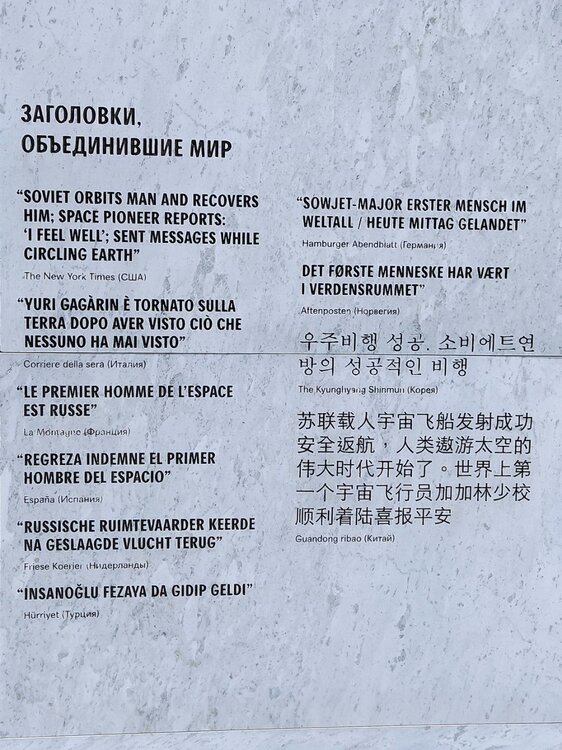 ЗАГОЛОВКИ,
ОБЪЕДИНИВШИЕ МИР
“SOVIET ORBITS MAN AND RECOVERS
HIM; SPACE PIONEER REPORTS:
‘I FEEL WELL’; SENT MESSAGES WHILE
CIRCLING EARTH”
The New York Times (США)
“YURI GAGÀRIN È TORNATO SULLA
TERRA DOPO AVER VISTO CIÒ CHE
NESSUNO HA MAI VISTO”
Corriere della sera (Италия)
“LE PREMIER HOMME DE L’ESPACE
EST RUSSE”
La Montagne (Франция)
“REGREZA INDEMNE EL PRIMER
HOMBRE DEL ESPACIO”
España (Испания)
“RUSSISCHE RUIMTEVAARDER KEERDE
NA GESLAAGDE VLUCHT TERUG”
Friese Koerier (Нидерланды)
“INSANOĞLU FEZAYA DA GIDIP GELDI”
Hürriyet (Турция)
“SOWJET-MAJOR ERSTER MENSCH IM
WELTALL / HEUTE MITTAG GELANDET”
Hamburger Abendblatt (Германия)
DET FØRSTE MENNESKE HAR VÆRT
I VERDENSRUMMET”
Aftenposten (Норвегия)
우주비행 성공. 소비에트연
방의 성공적인 비행
The Kyunghyang Shinmun (Корея)
苏联载人宇宙飞船发射成功
安全返航，人类遨游太空的
伟大时代开始了。世界上第
一个宇宙飞行员加加林少校
顺利着陆喜报平安
Guandong ribao (Китай)